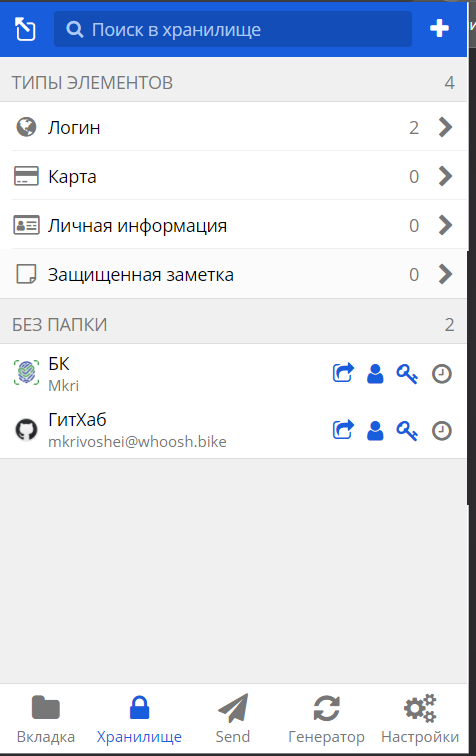 Поиск в хранилище
ТИПЫ ЭЛЕМЕНТОВ 4
Логин 2
Карта 0
Личная информация 0
Защищенная заметка 0
БЕЗ ПАПКИ 2
БК
Mkri
ГитХаб
mkrivoshei@whoosh.bike
Вкладка Хранилище Send Генератор Настройки